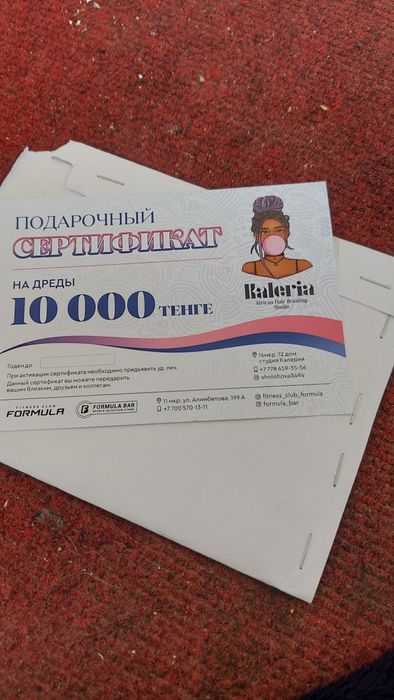 ПОДАРОЧНЫЙ
СЕРТИФИКАТ
НА ДРЕДЫ
10 000 ТЕНГЕ
Kaleria
African Hair Braiding
Studio
Годен до
При активации сертификата необходимо предъявить уд. лич.
Данный сертификат вы можете передарить
вашим близким, друзьям и коллегам.
16мкр ,12 дом
студия Калерия
+7 778 659-35-56
sholohova3494
FITNESS CLUB
FORMULA
F FORMULA BAR
SPORTS NUTRITION STORE
11 мкр. ул. Алимбетова, 199 А
+7 700 570-13-11
fitness_club_formula
formula_bar